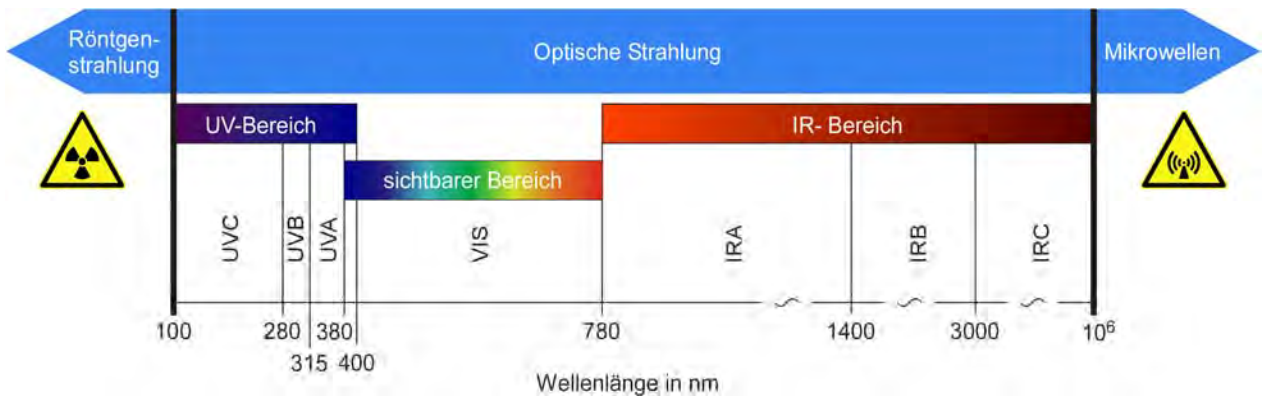 Röntgen-
strahlung
Optische Strahlung
Mikrowellen
UV-Bereich
IR- Bereich
sichtbarer Bereich
UVC
UVB
UVA
VIS
IRA
IRB
IRC
100
280
380
780
1400
3000
10⁶
315
400
Wellenlänge in nm